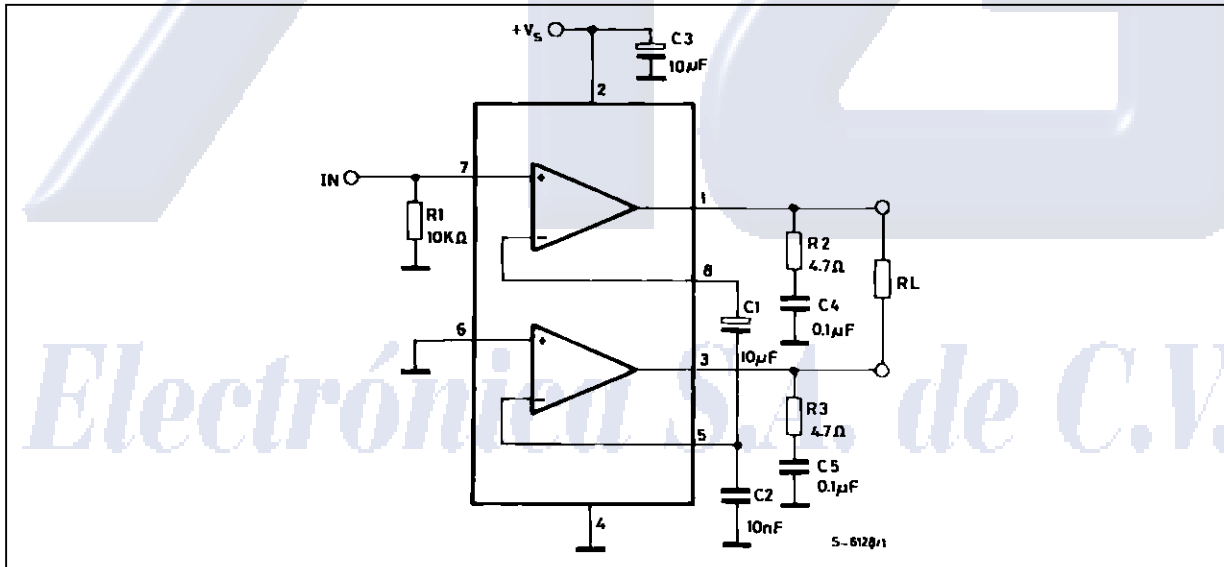 +Vs
C3
10µF
2
IN
7
R1
10KΩ
1
R2
4.7Ω
C4
0.1µF
RL
8
C1
10µF
6
3
R3
4.7Ω
C5
0.1µF
5
C2
10nF
4
S-6128/1
Electrónica S.A. de C.V.
+
-
+
-